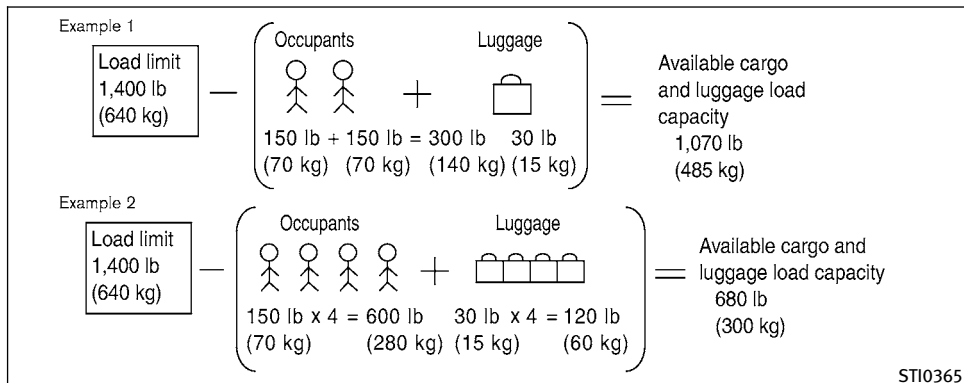 Example 1
Load limit
1,400 lb
(640 kg)
−
Occupants
+
Luggage
150 lb + 150 lb = 300 lb 30 lb
(70 kg) (70 kg) (140 kg) (15 kg)
=
Available cargo
and luggage load
capacity
1,070 lb
(485 kg)
Example 2
Load limit
1,400 lb
(640 kg)
−
Occupants
+
Luggage
150 lb x 4 = 600 lb 30 lb x 4 = 120 lb
(70 kg) (280 kg) (15 kg) (60 kg)
=
Available cargo and
luggage load capacity
680 lb
(300 kg)
STI0365